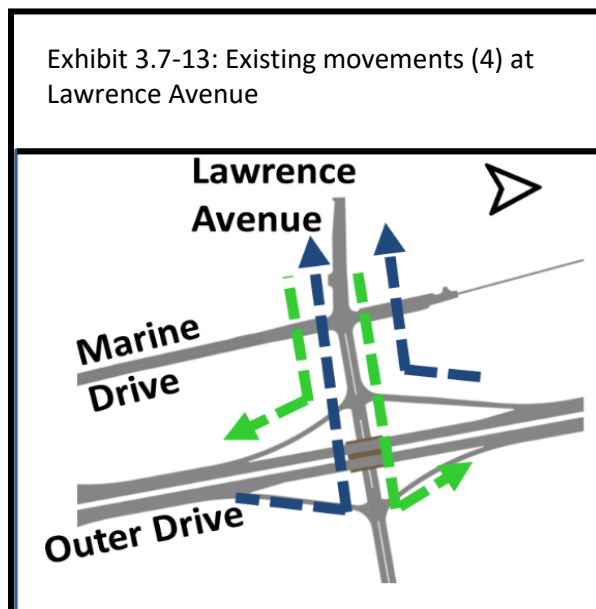 Exhibit 3.7-13: Existing movements (4) at
Lawrence Avenue
Lawrence
Avenue
Marine
Drive
Outer Drive